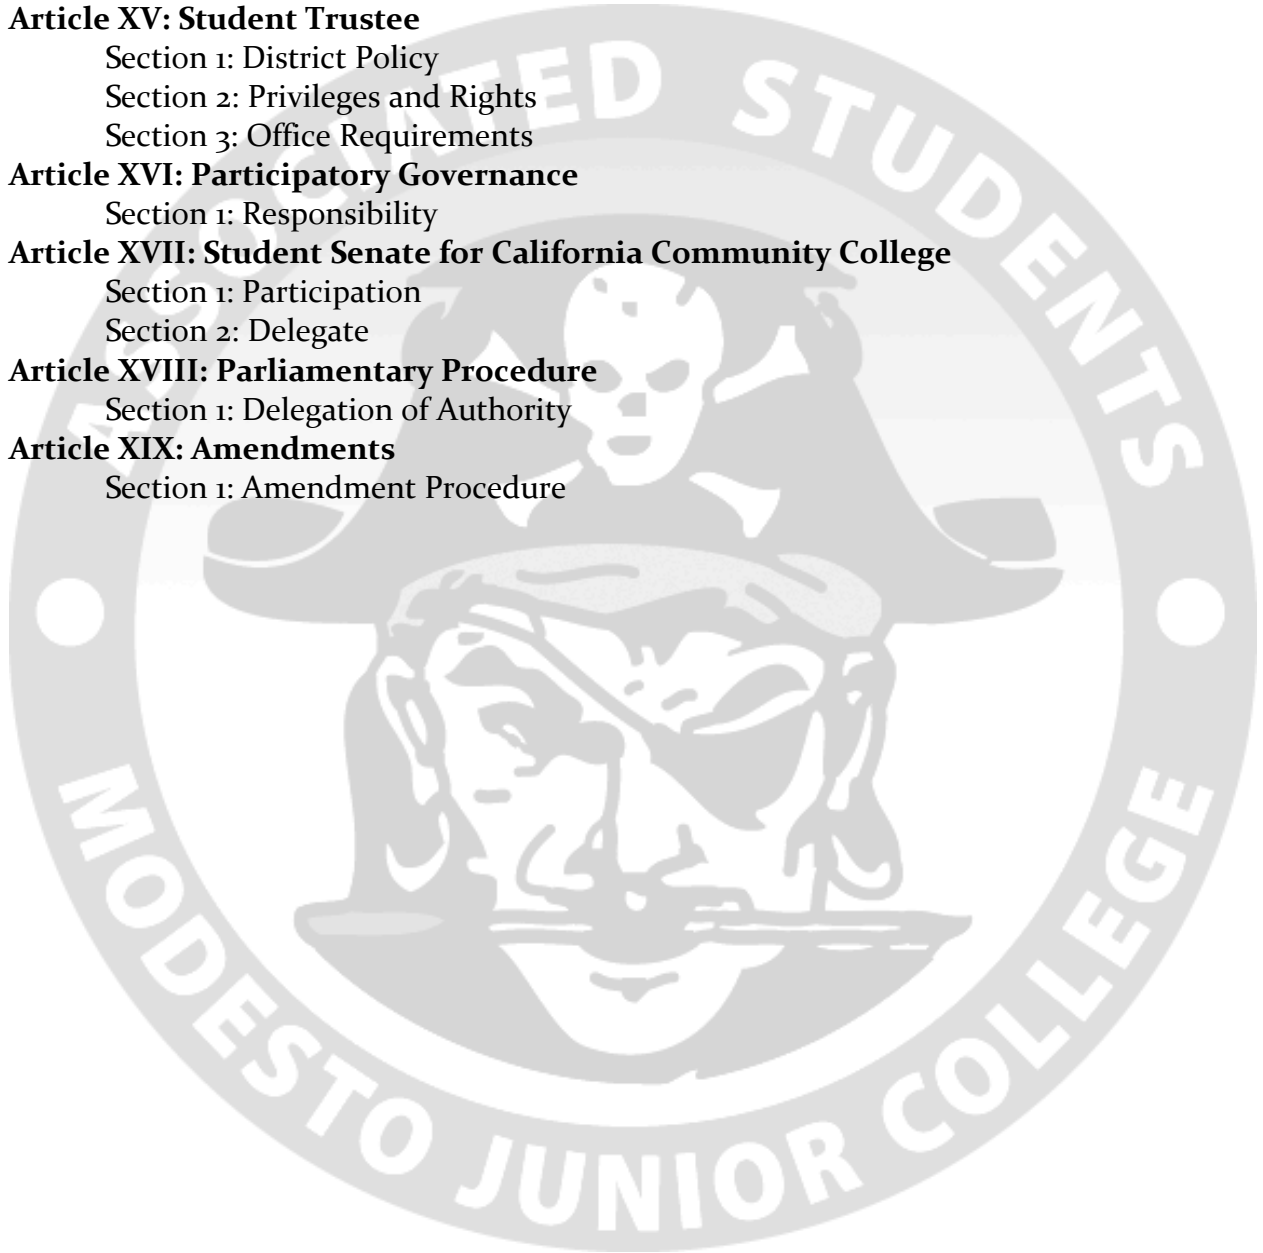 Article XV: Student Trustee
Section 1: District Policy
Section 2: Privileges and Rights
Section 3: Office Requirements
Article XVI: Participatory Governance
Section 1: Responsibility
Article XVII: Student Senate for California Community College
Section 1: Participation
Section 2: Delegate
Article XVIII: Parliamentary Procedure
Section 1: Delegation of Authority
Article XIX: Amendments
Section 1: Amendment Procedure
ASSOCIATED STUDENTS
MODESTO JUNIOR COLLEGE